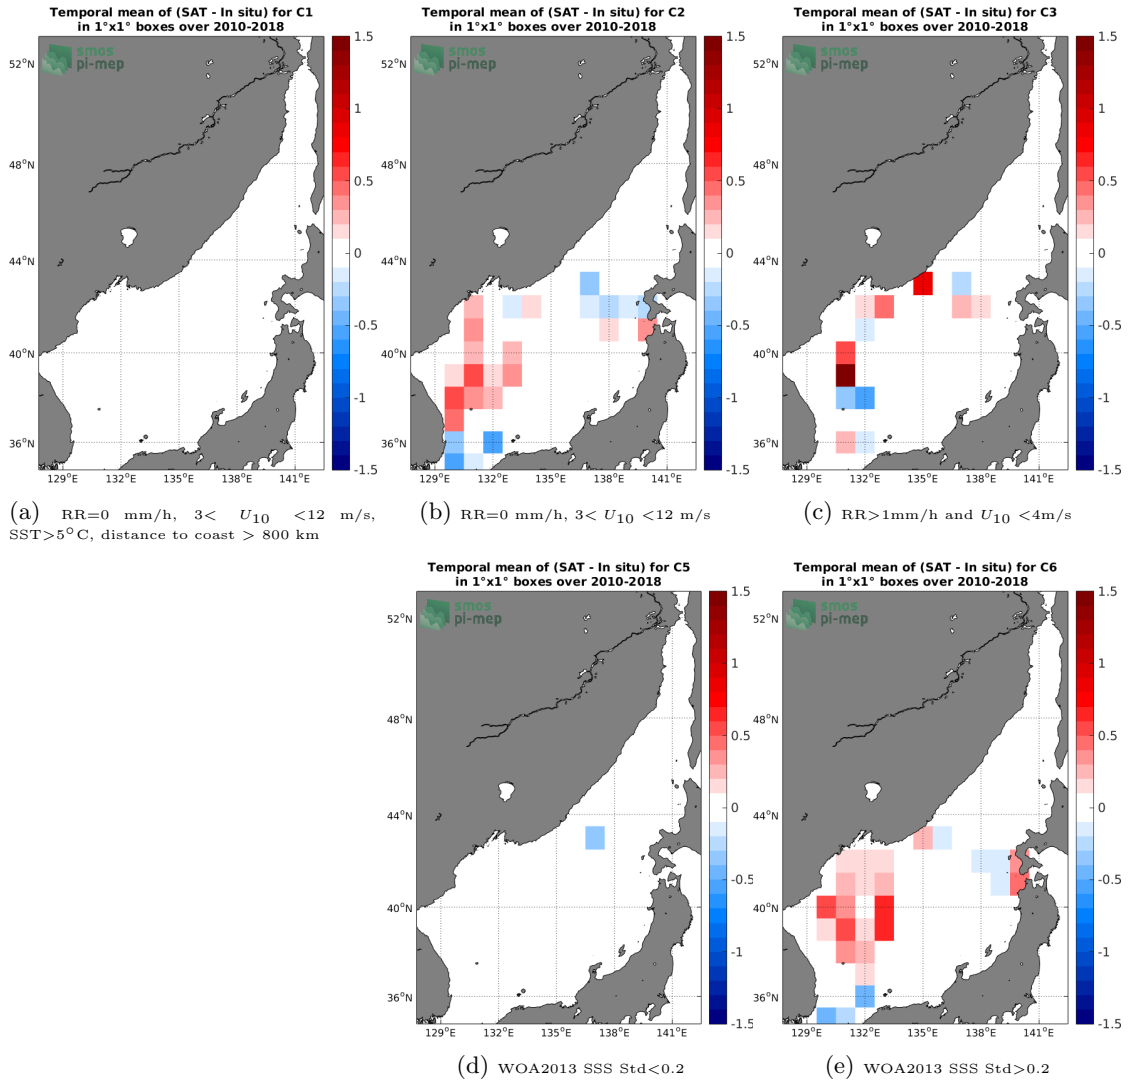 Temporal mean of (SAT - In situ) for C1
in 1°x1° boxes over 2010-2018
smos
pi-mep
52°N
48°N
44°N
40°N
36°N
129°E
132°E
135°E
138°E
141°E
1.5
1
0.5
0
-0.5
-1
-1.5
(a) RR=0 mm/h, 3< U10 <12 m/s,
SST>5°C, distance to coast > 800 km
Temporal mean of (SAT - In situ) for C2
in 1°x1° boxes over 2010-2018
smos
pi-mep
52°N
48°N
44°N
40°N
36°N
129°E
132°E
135°E
138°E
141°E
1.5
1
0.5
0
-0.5
-1
-1.5
(b) RR=0 mm/h, 3< U10 <12 m/s
Temporal mean of (SAT - In situ) for C3
in 1°x1° boxes over 2010-2018
smos
pi-mep
52°N
48°N
44°N
40°N
36°N
129°E
132°E
135°E
138°E
141°E
1.5
1
0.5
0
-0.5
-1
-1.5
(c) RR>1mm/h and U10 <4m/s
Temporal mean of (SAT - In situ) for C5
in 1°x1° boxes over 2010-2018
smos
pi-mep
52°N
48°N
44°N
40°N
36°N
129°E
132°E
135°E
138°E
141°E
1.5
1
0.5
0
-0.5
-1
-1.5
(d) WOA2013 SSS Std<0.2
Temporal mean of (SAT - In situ) for C6
in 1°x1° boxes over 2010-2018
smos
pi-mep
52°N
48°N
44°N
40°N
36°N
129°E
132°E
135°E
138°E
141°E
1.5
1
0.5
0
-0.5
-1
-1.5
(e) WOA2013 SSS Std>0.2